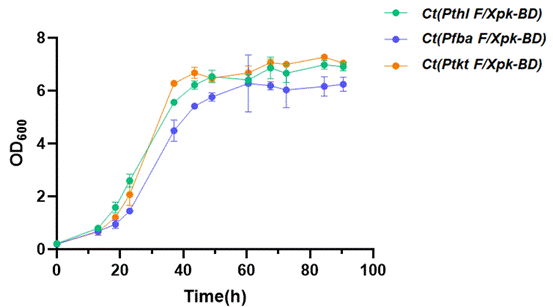 Ct(Pthl F/Xpk-BD)
Ct(Pfba F/Xpk-BD)
Ct(Ptkt F/Xpk-BD)
8
6
4
2
0
OD600
0 20 40 60 80 100
Time(h)